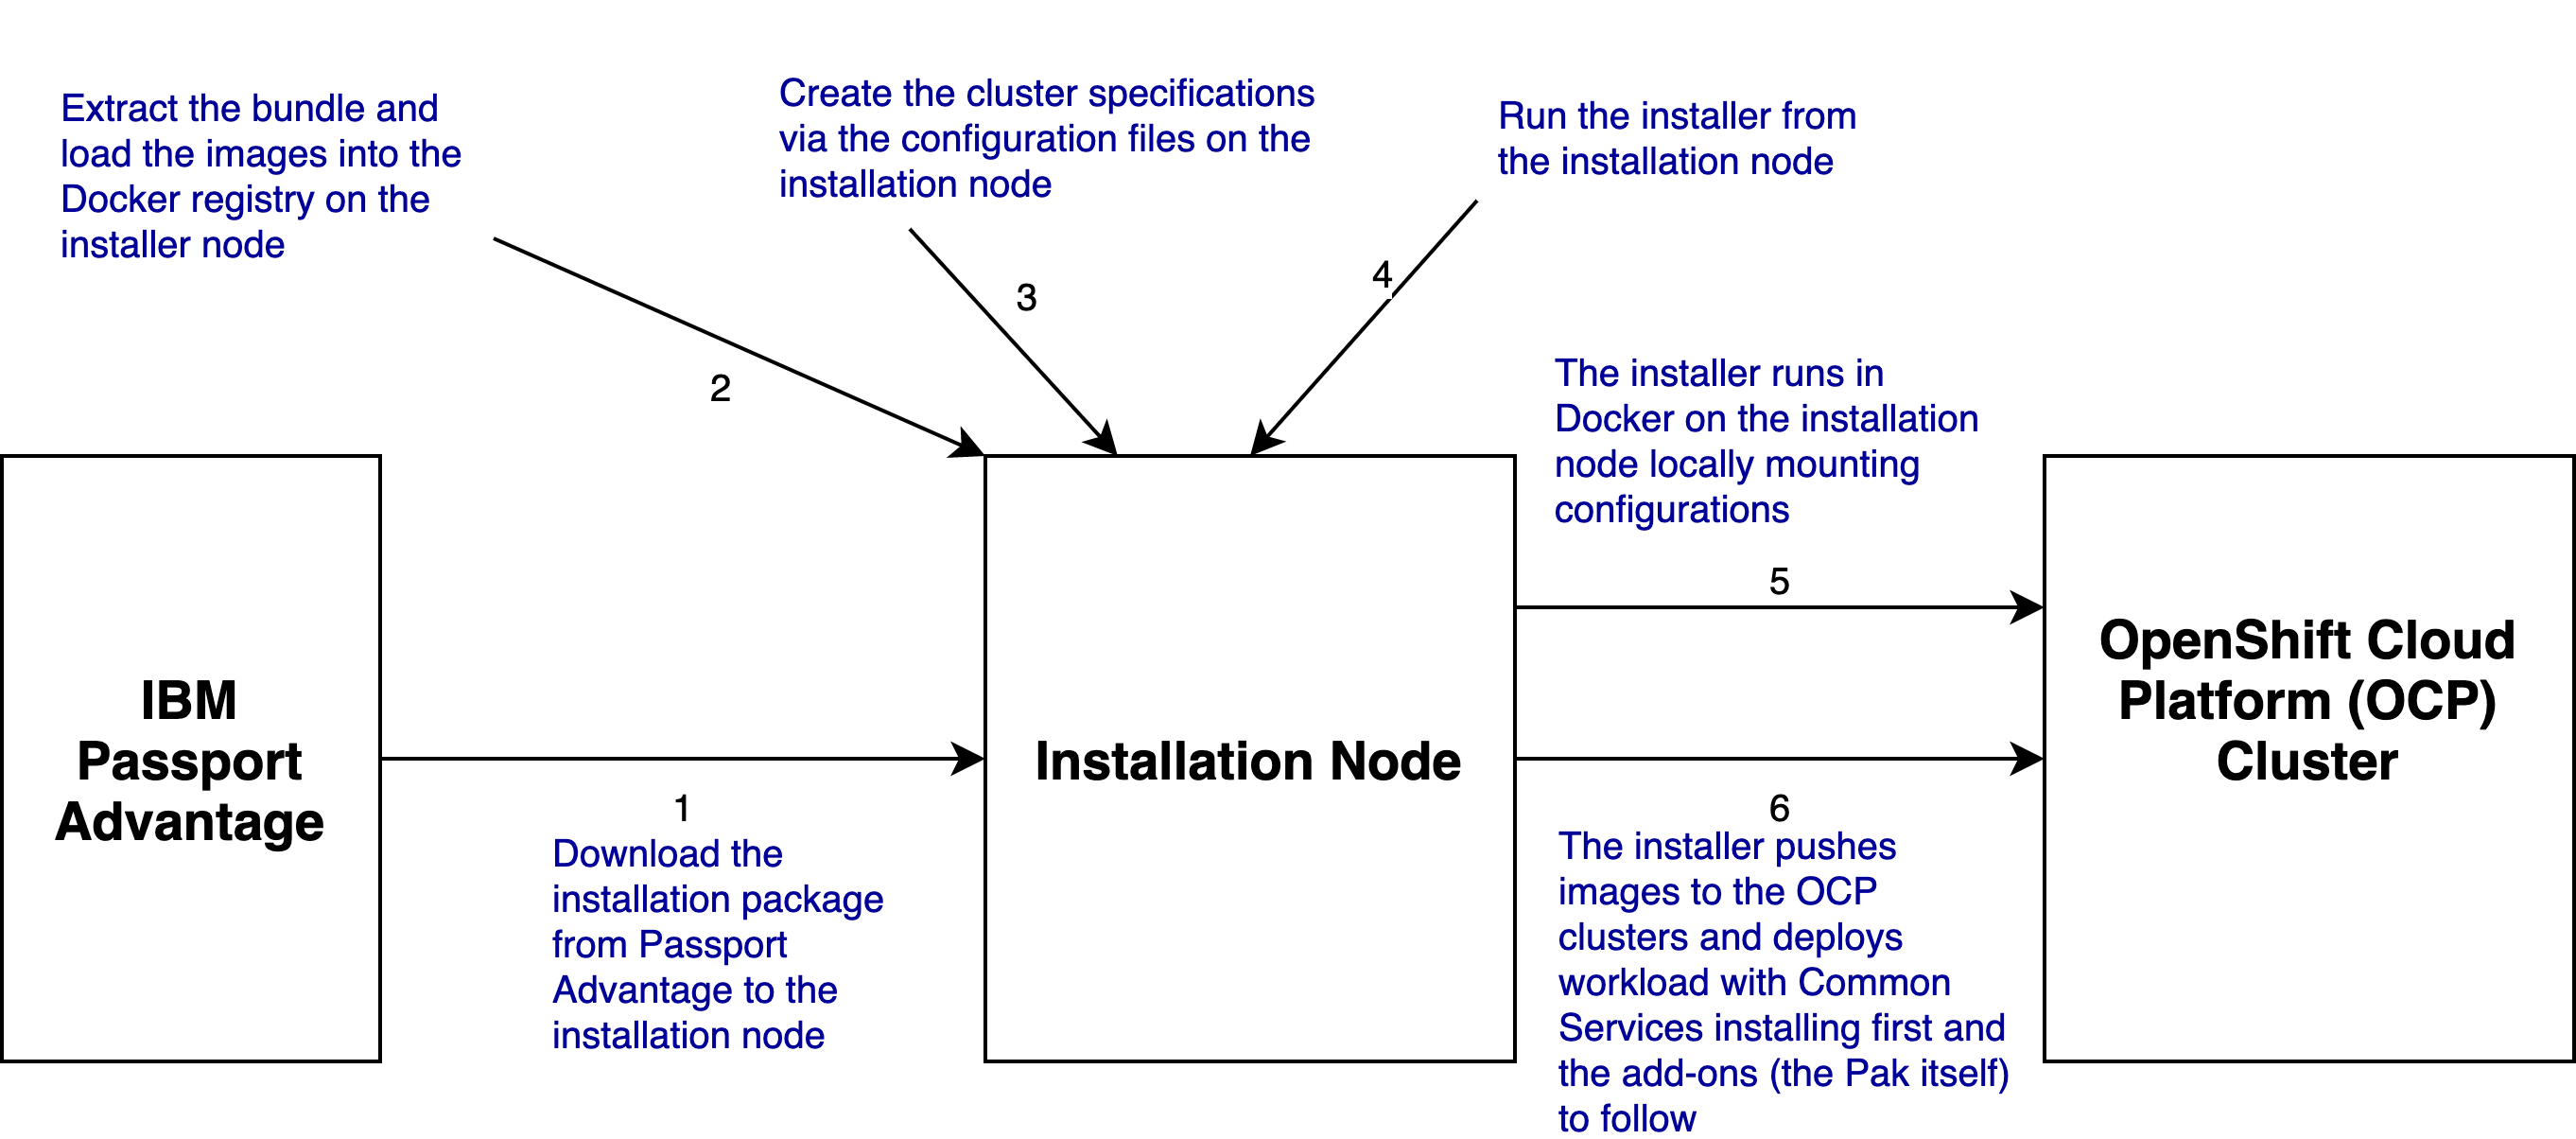 Extract the bundle and
load the images into the
Docker registry on the
installer node
Create the cluster specifications
via the configuration files on the
installation node
Run the installer from
the installation node
2
3
4
The installer runs in
Docker on the installation
node locally mounting
configurations
5
IBM
Passport
Advantage
1
Download the
installation package
from Passport
Advantage to the
installation node
Installation Node
6
The installer pushes
images to the OCP
clusters and deploys
workload with Common
Services installing first and
the add-ons (the Pak itself)
to follow
OpenShift Cloud
Platform (OCP)
Cluster